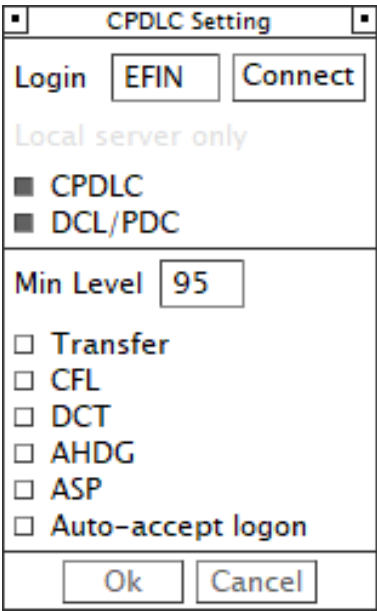 CPDLC Setting
Login EFIN Connect
Local server only
CPDLC
DCL/PDC
Min Level 95
Transfer
CFL
DCT
AHDG
ASP
Auto-accept logon
Ok Cancel